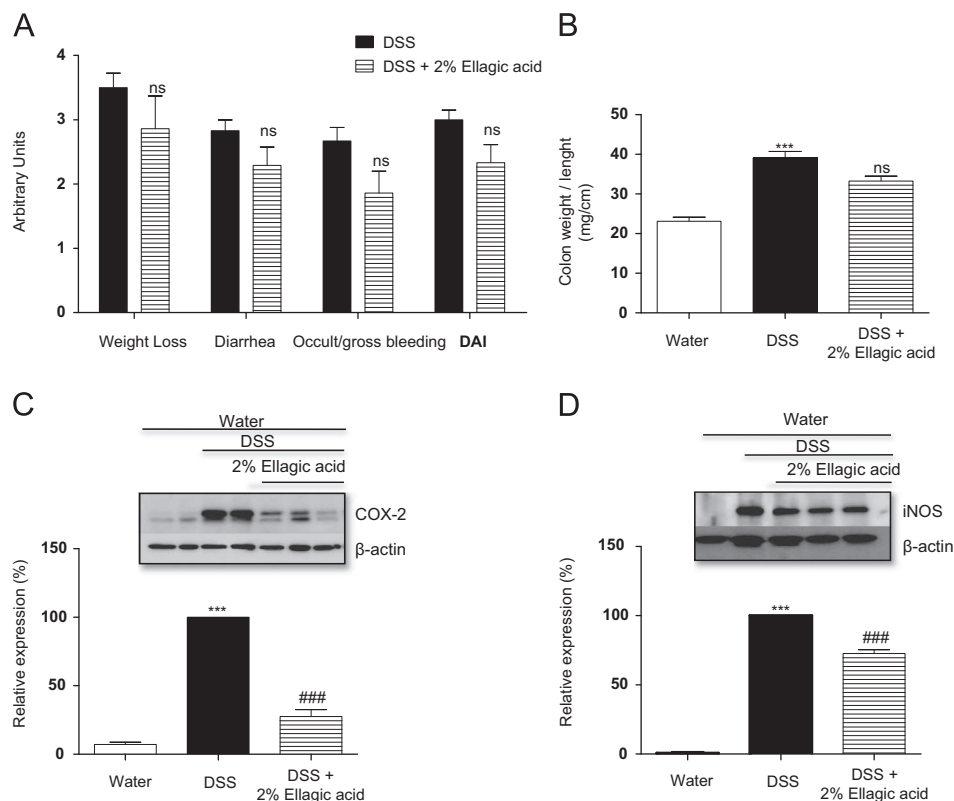 A
DSS
DSS + 2% Ellagic acid
4
3
2
1
0
Arbitrary Units
ns
ns
ns
ns
Weight Loss
Diarrhea
Occult/gross bleeding
DAI
B
50
40
30
20
10
0
Colon weight / lenght
(mg/cm)
***
ns
Water
DSS
DSS +
2% Ellagic acid
C
Water
DSS
2% Ellagic acid
COX-2
β-actin
150
100
50
0
Relative expression (%)
***
###
Water
DSS
DSS +
2% Ellagic acid
D
Water
DSS
2% Ellagic acid
iNOS
β-actin
150
100
50
0
Relative expression (%)
***
###
Water
DSS
DSS +
2% Ellagic acid